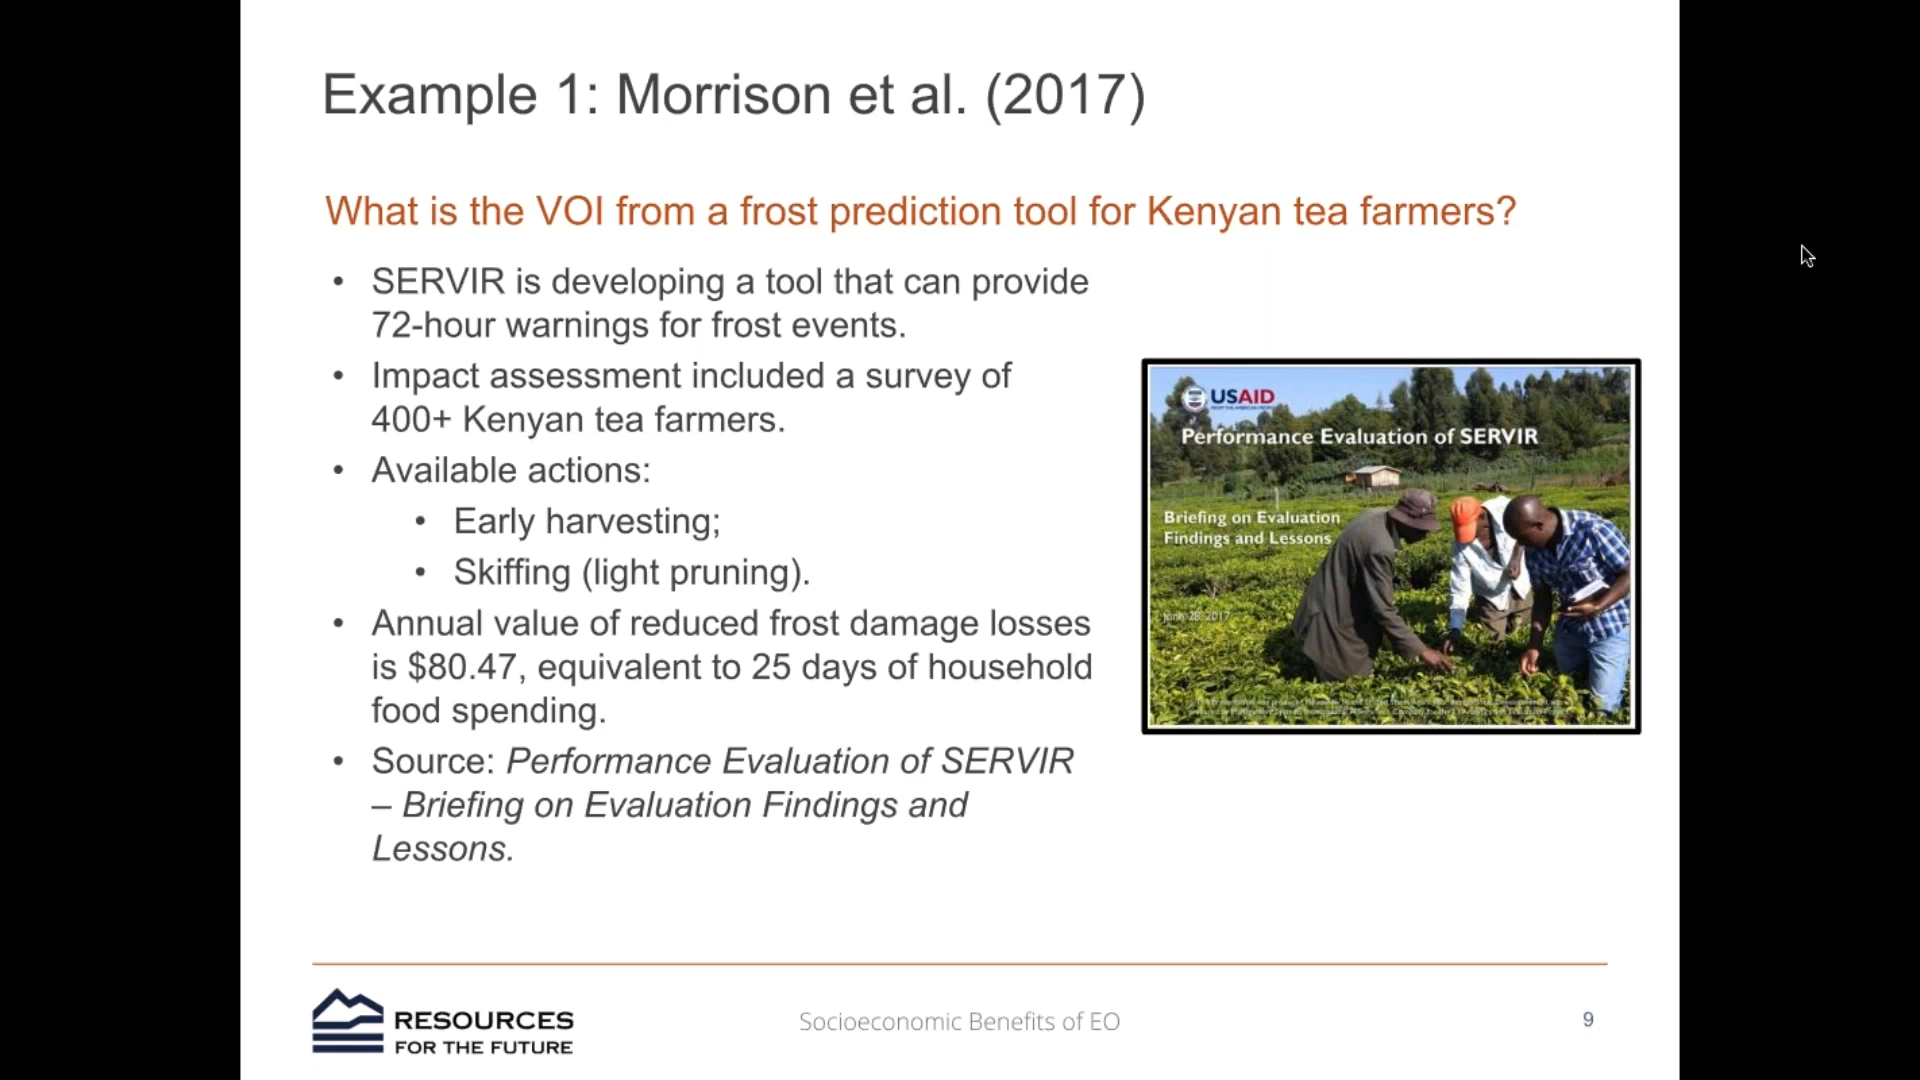 Example 1: Morrison et al. (2017)
What is the VOI from a frost prediction tool for Kenyan tea farmers?
• SERVIR is developing a tool that can provide
72-hour warnings for frost events.
• Impact assessment included a survey of
400+ Kenyan tea farmers.
• Available actions:
• Early harvesting;
• Skiffing (light pruning).
• Annual value of reduced frost damage losses
is $80.47, equivalent to 25 days of household
food spending.
• Source: Performance Evaluation of SERVIR
– Briefing on Evaluation Findings and
Lessons.
USAID
Performance Evaluation of SERVIR
Briefing on Evaluation
Findings and Lessons
June 28, 2017
RESOURCES
FOR THE FUTURE
Socioeconomic Benefits of EO
9